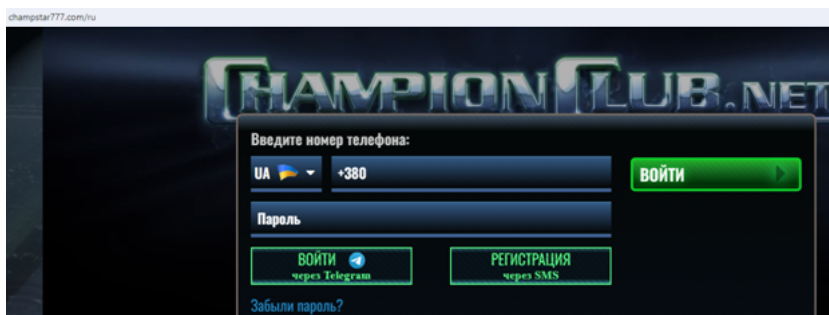 champstar777.com/ru
CHAMPIONCLUB.NET
Введите номер телефона:
UA +380
ВОЙТИ
Пароль
ВОЙТИ
через Telegram
РЕГИСТРАЦИЯ
через SMS
Забыли пароль?